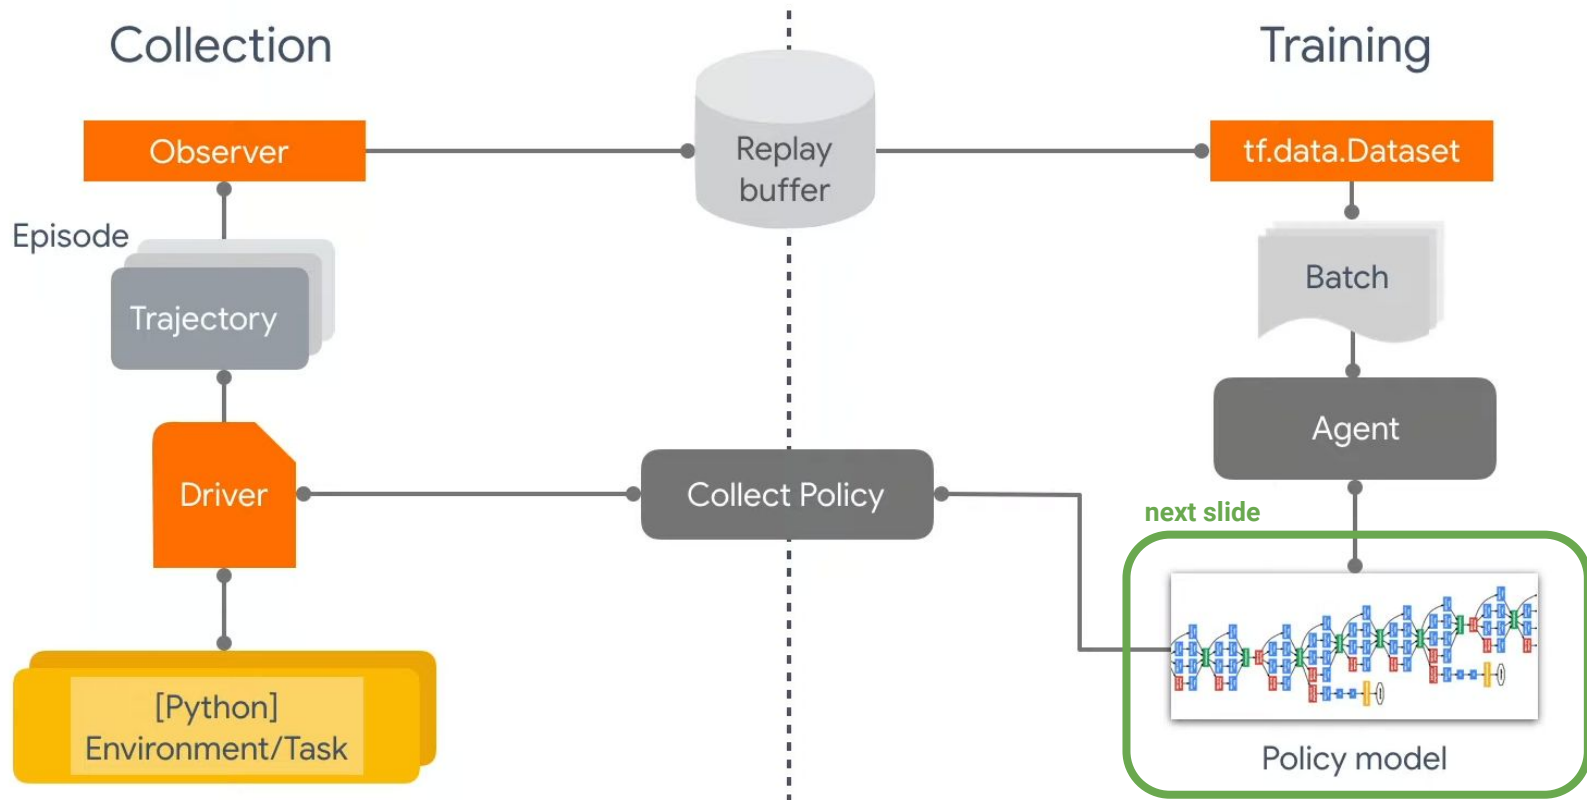 Collection
Training
Observer
Replay
buffer
tf.data.Dataset
Episode
Trajectory
Batch
Agent
Driver
Collect Policy
next slide
[Python]
Environment/Task
Policy model